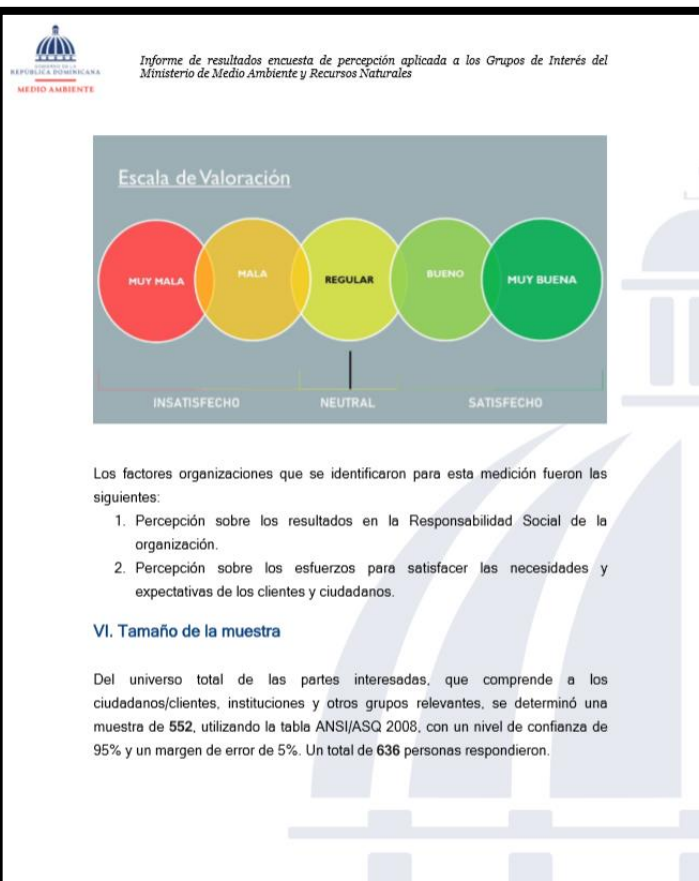 GOBIERNO DE LA
REPÚBLICA DOMINICANA
MEDIO AMBIENTE
Informe de resultados encuesta de percepción aplicada a los Grupos de Interés del
Ministerio de Medio Ambiente y Recursos Naturales
Escala de Valoración
MUY MALA
MALA
REGULAR
BUENO
MUY BUENA
INSATISFECHO
NEUTRAL
SATISFECHO
Los factores organizaciones que se identificaron para esta medición fueron las
siguientes:
1. Percepción sobre los resultados en la Responsabilidad Social de la
organización.
2. Percepción sobre los esfuerzos para satisfacer las necesidades y
expectativas de los clientes y ciudadanos.
VI. Tamaño de la muestra
Del universo total de las partes interesadas, que comprende a los
ciudadanos/clientes, instituciones y otros grupos relevantes, se determinó una
muestra de 552, utilizando la tabla ANSI/ASQ 2008, con un nivel de confianza de
95% y un margen de error de 5%. Un total de 636 personas respondieron.